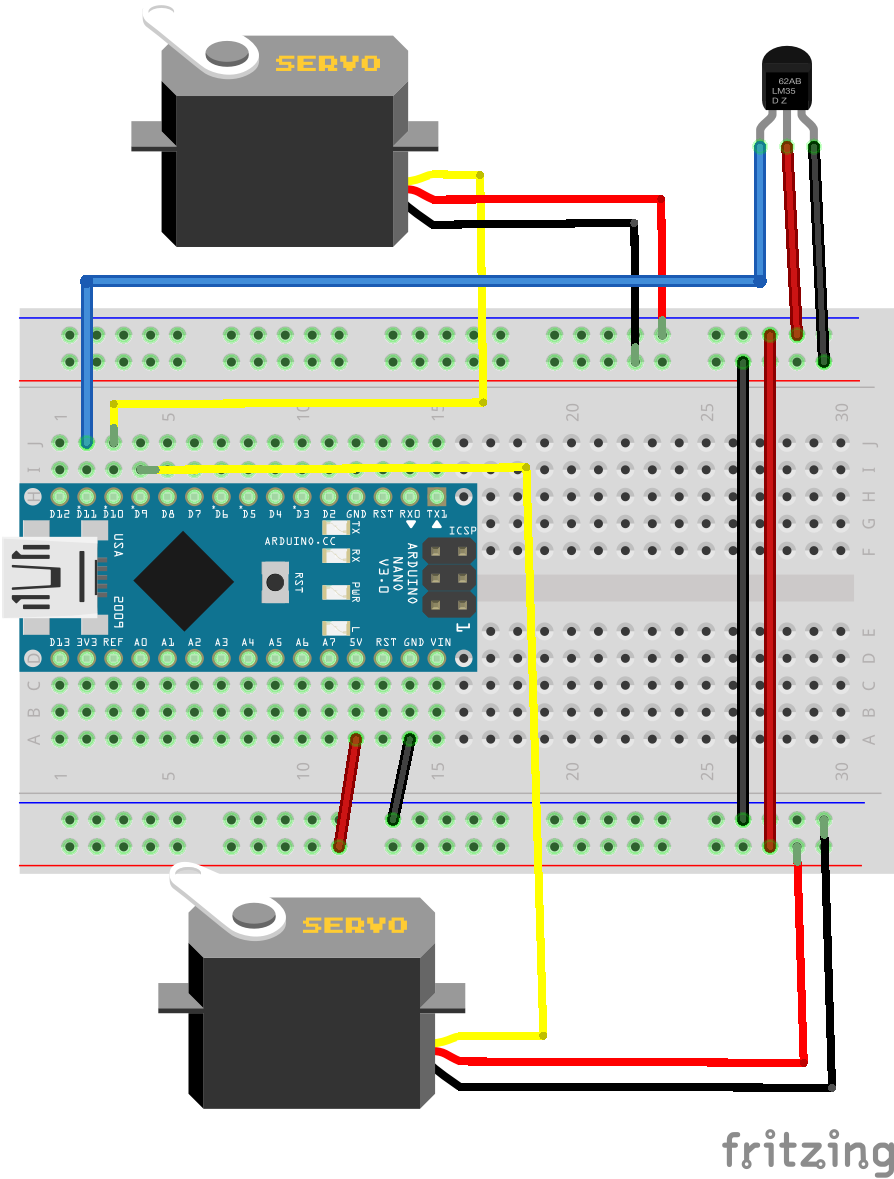 SERVO
62AB
LM35
D Z
1 5 10 15 20 25 30
J J
I I
H H
D12 D11 D10 D9 D8 D7 D6 D5 D4 D3 D2 GND RST RX0 TX1
G
F
USA
ARDUINO.CC
RST
TX
RX
PWR
L
ARDUINO
NANO
V3.0
ICSP
1
2009
D13 3V3 REF A0 A1 A2 A3 A4 A5 A6 A7 5V RST GND VIN
E
D D
C C
B B
A A
1 5 10 15 20 25 30
SERVO
fritzing